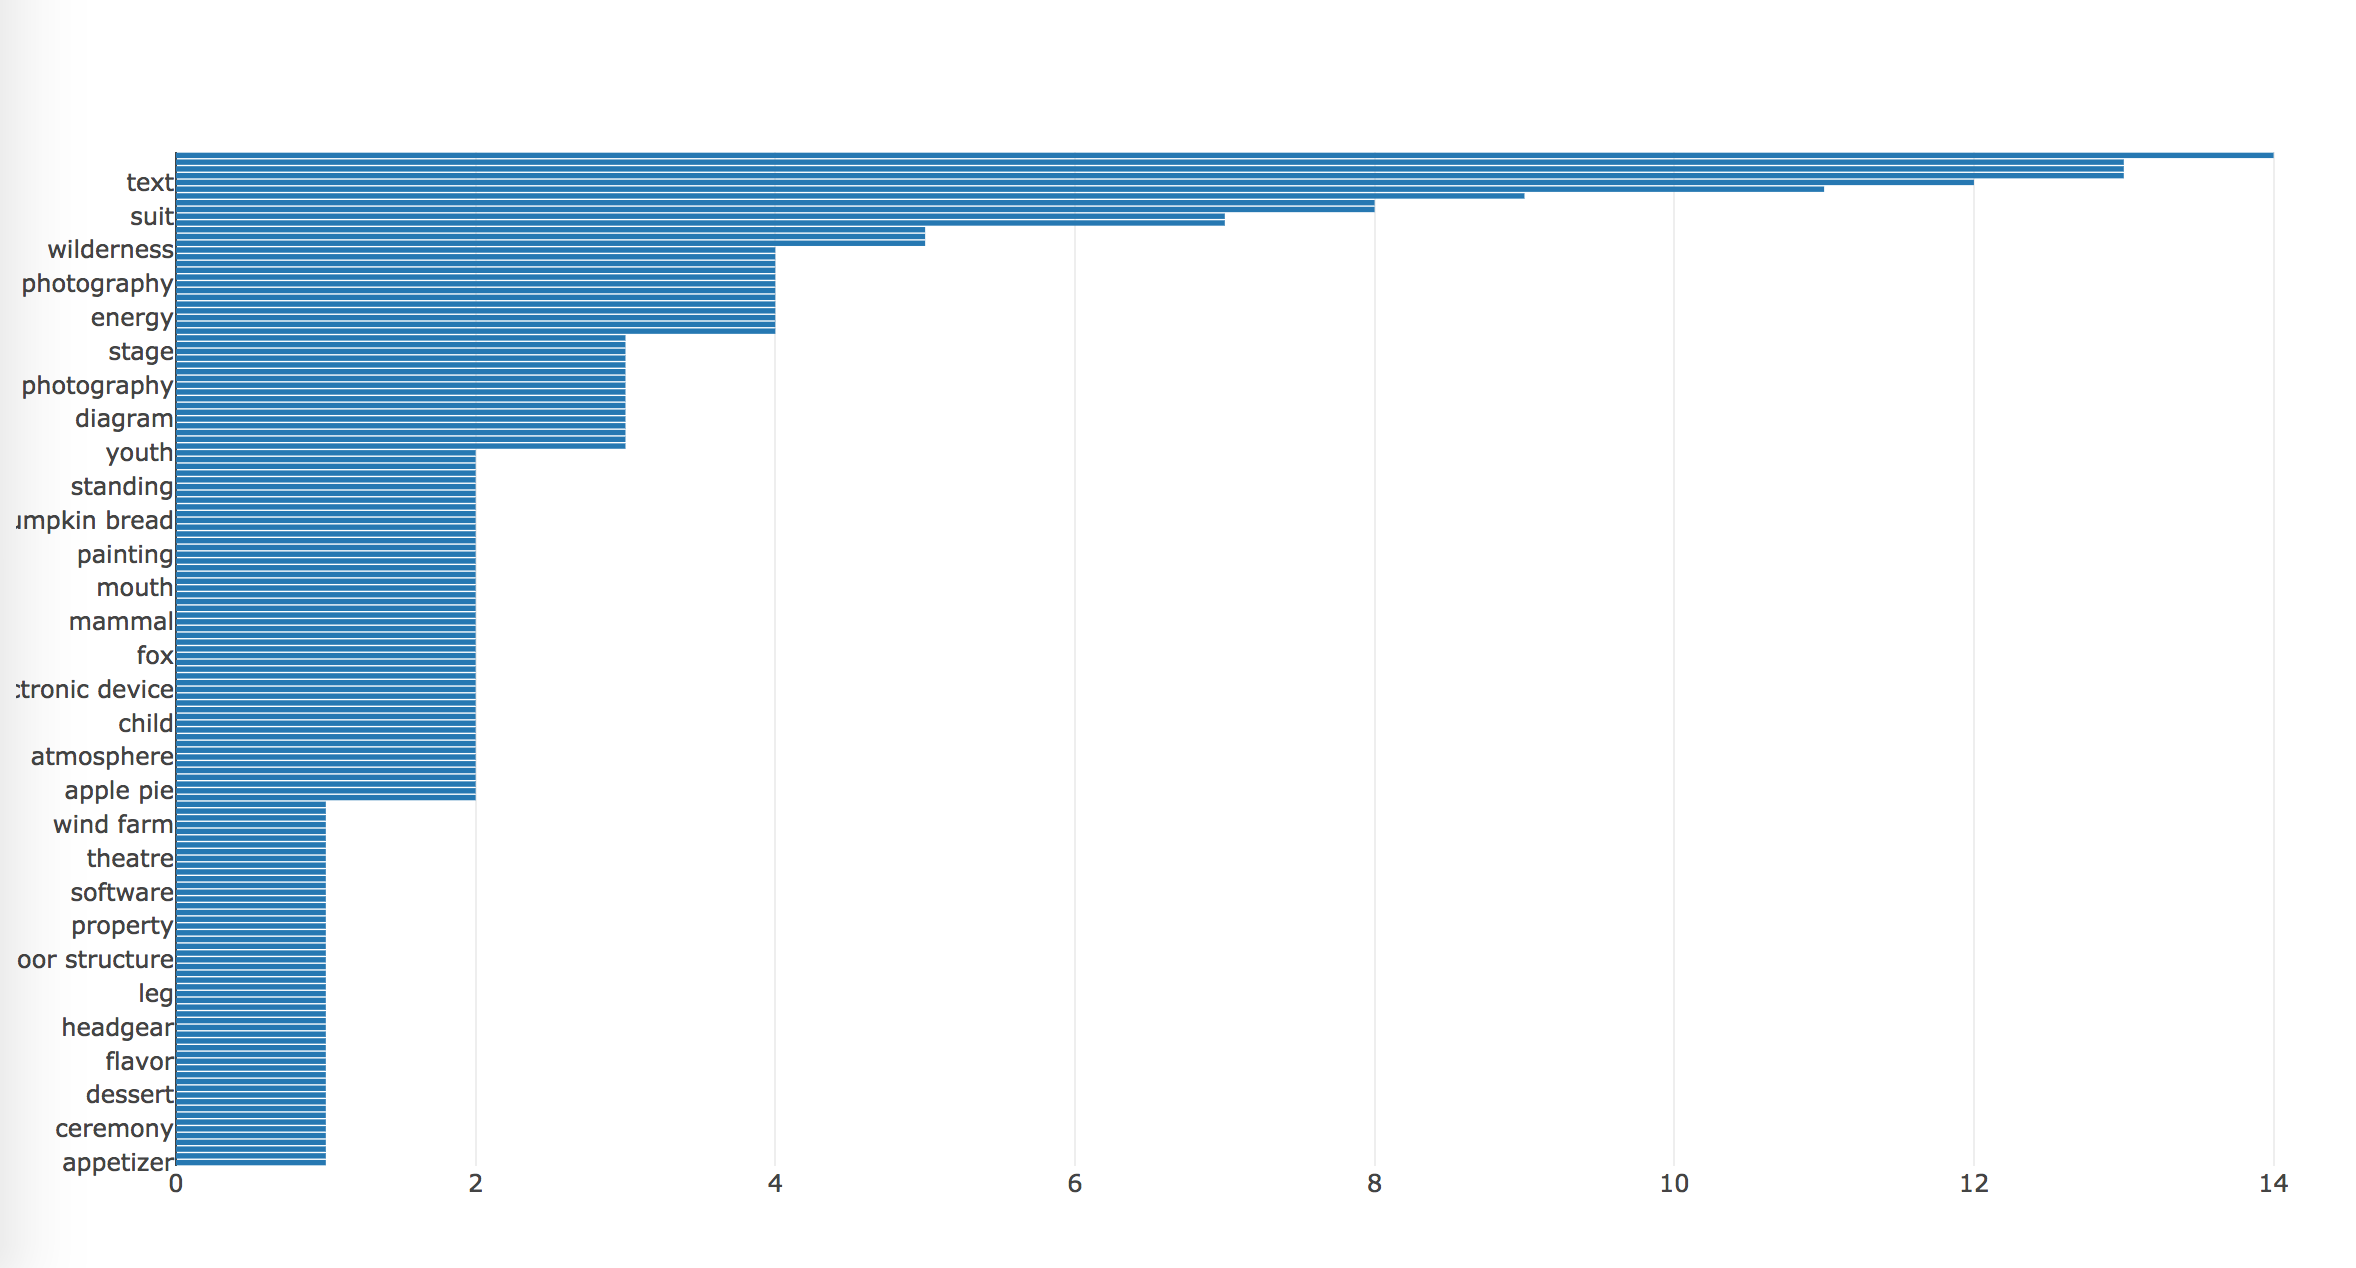 text
suit
wilderness
photography
energy
stage
photography
diagram
youth
standing
umpkin bread
painting
mouth
mammal
fox
ctronic device
child
atmosphere
apple pie
wind farm
theatre
software
property
oor structure
leg
headgear
flavor
dessert
ceremony
appetizer
0 2 4 6 8 10 12 14